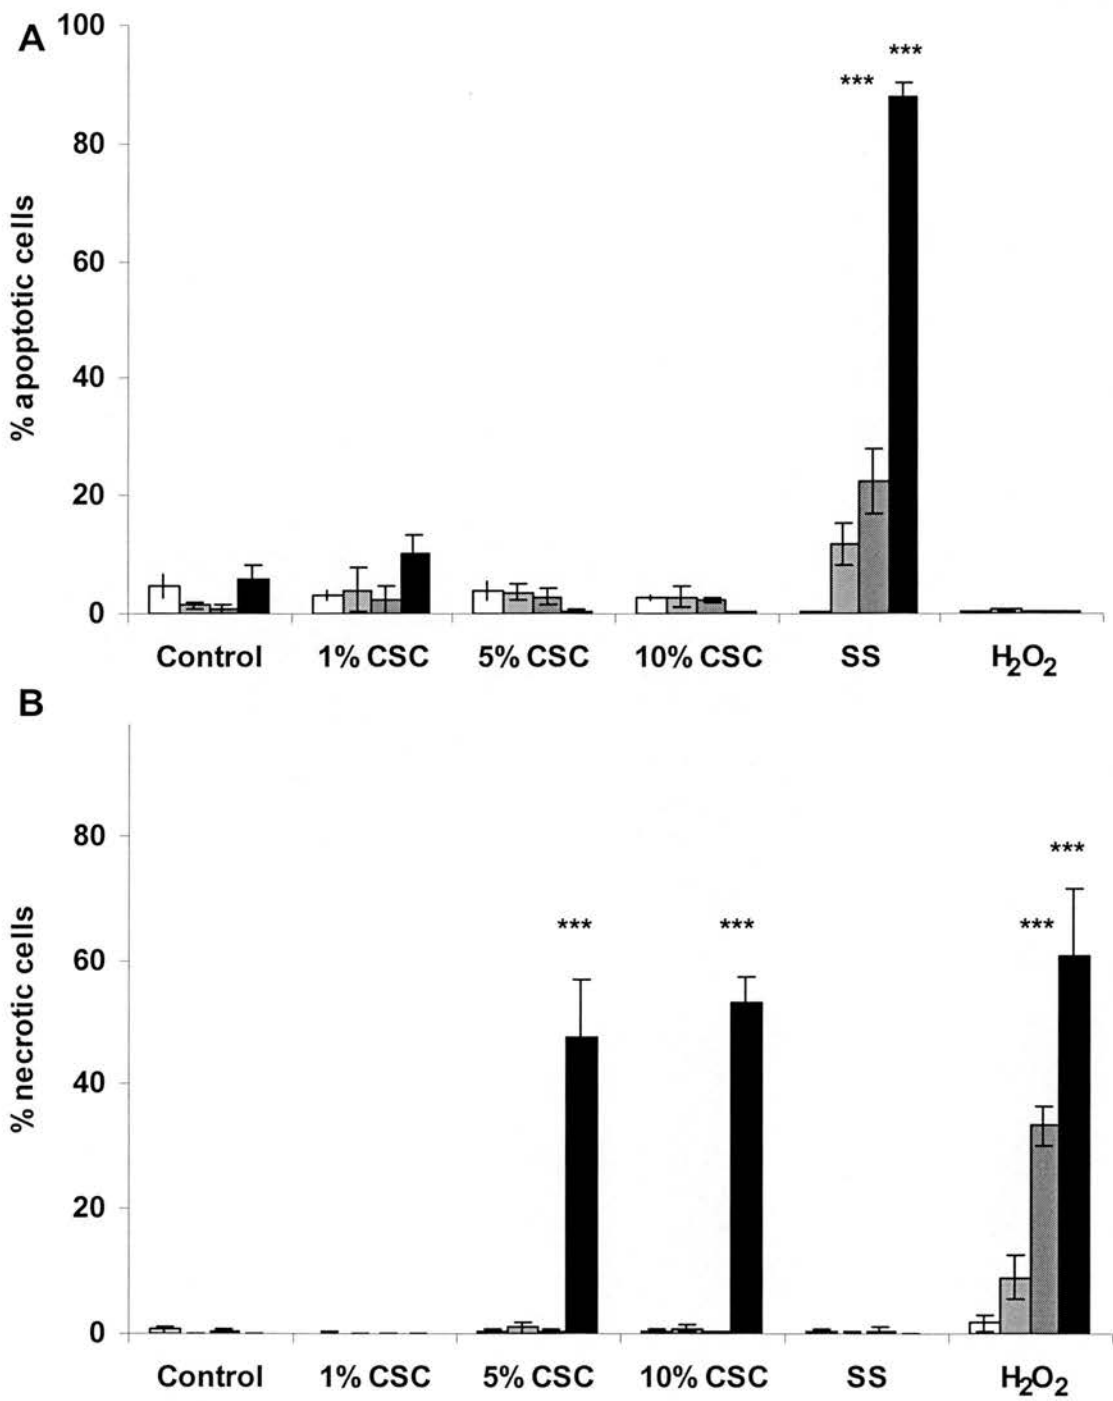 A
100
80
60
40
20
0
% apoptotic cells
*** ***
Control 1% CSC 5% CSC 10% CSC SS H₂O₂
B
80
60
40
20
0
% necrotic cells
*** *** *** ***
Control 1% CSC 5% CSC 10% CSC SS H₂O₂